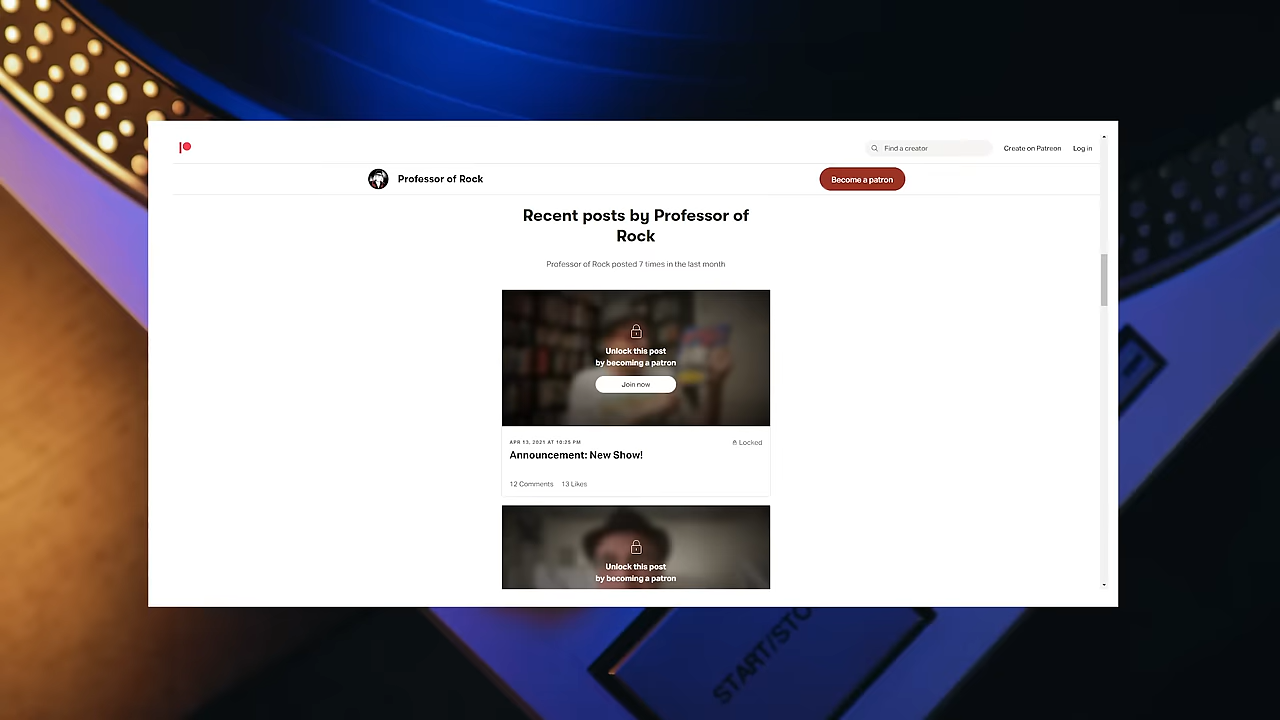 Find a creator
Create on Patreon
Log in
Professor of Rock
Become a patron
Recent posts by Professor of
Rock
Professor of Rock posted 7 times in the last month
Unlock this post
by becoming a patron
Join now
APR 13, 2021 AT 10:25 PM
Locked
Announcement: New Show!
12 Comments
13 Likes
Unlock this post
by becoming a patron
START/STO